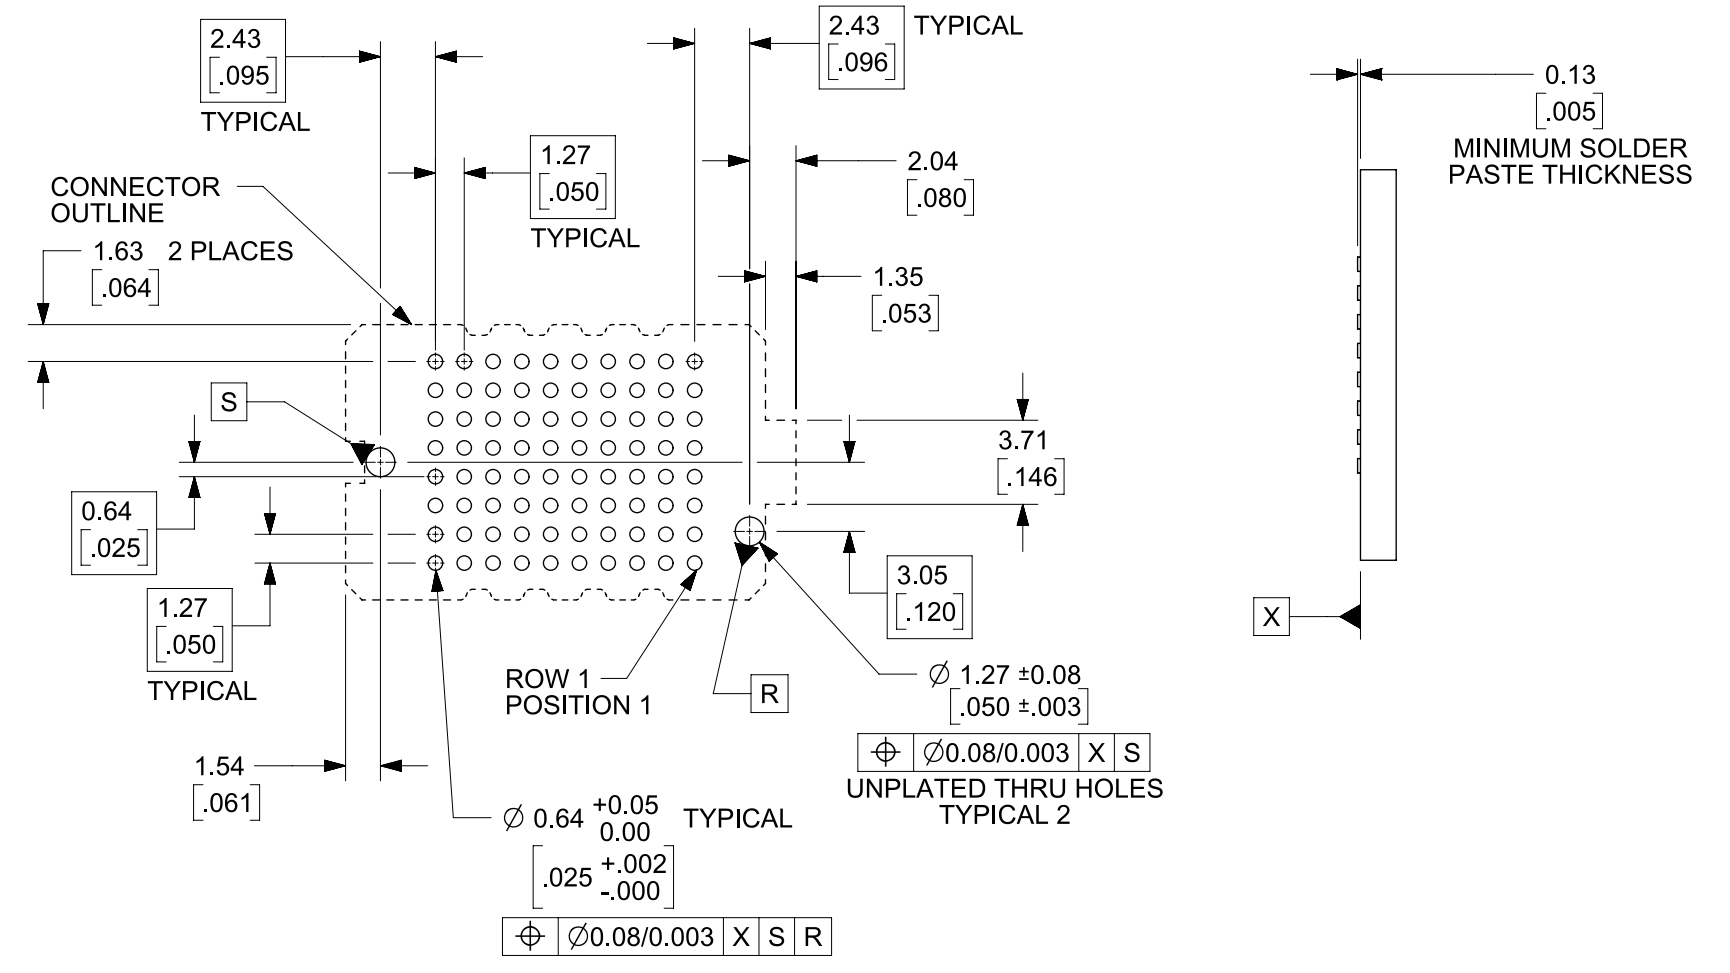 2.43
[.095]
TYPICAL
2.43 TYPICAL
[.096]
0.13
[.005]
MINIMUM SOLDER
PASTE THICKNESS
1.27
[.050]
TYPICAL
2.04
[.080]
CONNECTOR
OUTLINE
1.63 2 PLACES
[.064]
1.35
[.053]
S
3.71
[.146]
0.64
[.025]
3.05
[.120]
1.27
[.050]
TYPICAL
X
ROW 1
POSITION 1
R
∅ 1.27 ±0.08
[.050 ±.003]
⌖ ∅0.08/0.003 X S
UNPLATED THRU HOLES
TYPICAL 2
1.54
[.061]
∅ 0.64 +0.05 TYPICAL
0.00
[.025 +.002
-.000]
⌖ ∅0.08/0.003 X S R